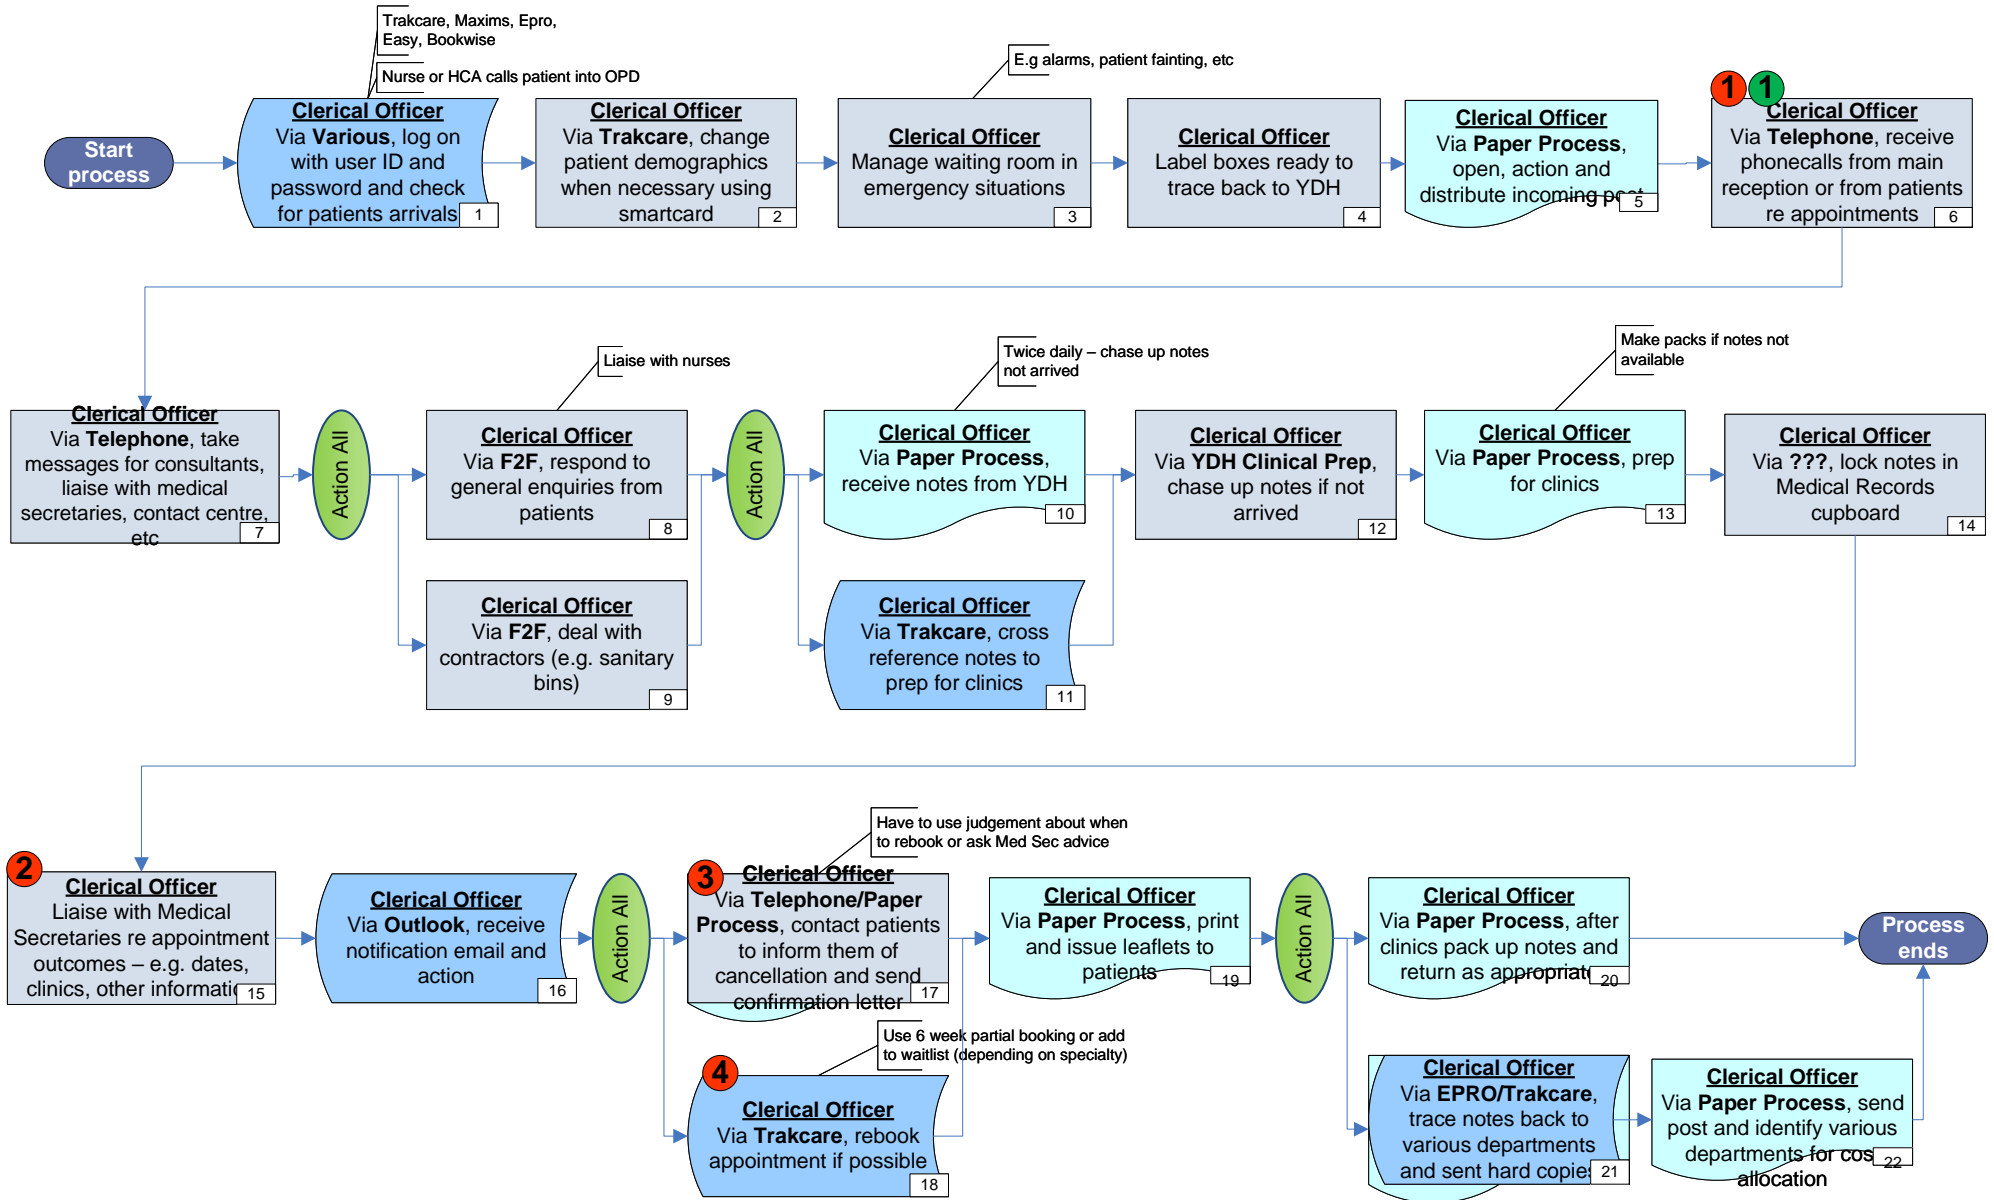 Trakcare, Maxims, Epro,
Easy, Bookwise
Nurse or HCA calls patient into OPD
E.g alarms, patient fainting, etc
Start
process
Clerical Officer
Via Various, log on
with user ID and
password and check
for patients arrivals
1
Clerical Officer
Via Trakcare, change
patient demographics
when necessary using
smartcard
2
Clerical Officer
Manage waiting room in
emergency situations
3
Clerical Officer
Label boxes ready to
trace back to YDH
4
Clerical Officer
Via Paper Process,
open, action and
distribute incoming post
5
1
1
Clerical Officer
Via Telephone, receive
phonecalls from main
reception or from patients
re appointments
6
Liaise with nurses
Twice daily – chase up notes
not arrived
Make packs if notes not
available
Clerical Officer
Via Telephone, take
messages for consultants,
liaise with medical
secretaries, contact centre,
etc
7
Action All
Clerical Officer
Via F2F, respond to
general enquiries from
patients
8
Clerical Officer
Via F2F, deal with
contractors (e.g. sanitary
bins)
9
Action All
Clerical Officer
Via Paper Process,
receive notes from YDH
10
Clerical Officer
Via Trakcare, cross
reference notes to
prep for clinics
11
Clerical Officer
Via YDH Clinical Prep,
chase up notes if not
arrived
12
Clerical Officer
Via Paper Process, prep
for clinics
13
Clerical Officer
Via ???, lock notes in
Medical Records
cupboard
14
2
Clerical Officer
Liaise with Medical
Secretaries re appointment
outcomes – e.g. dates,
clinics, other information
15
Clerical Officer
Via Outlook, receive
notification email and
action
16
Action All
Have to use judgement about when
to rebook or ask Med Sec advice
3
Clerical Officer
Via Telephone/Paper
Process, contact patients
to inform them of
cancellation and send
confirmation letter
17
Use 6 week partial booking or add
to waitlist (depending on specialty)
4
Clerical Officer
Via Trakcare, rebook
appointment if possible
18
Clerical Officer
Via Paper Process, print
and issue leaflets to
patients
19
Action All
Clerical Officer
Via Paper Process, after
clinics pack up notes and
return as appropriate
20
Clerical Officer
Via EPRO/Trakcare,
trace notes back to
various departments
and sent hard copies
21
Clerical Officer
Via Paper Process, send
post and identify various
departments for cost
allocation
22
Process
ends